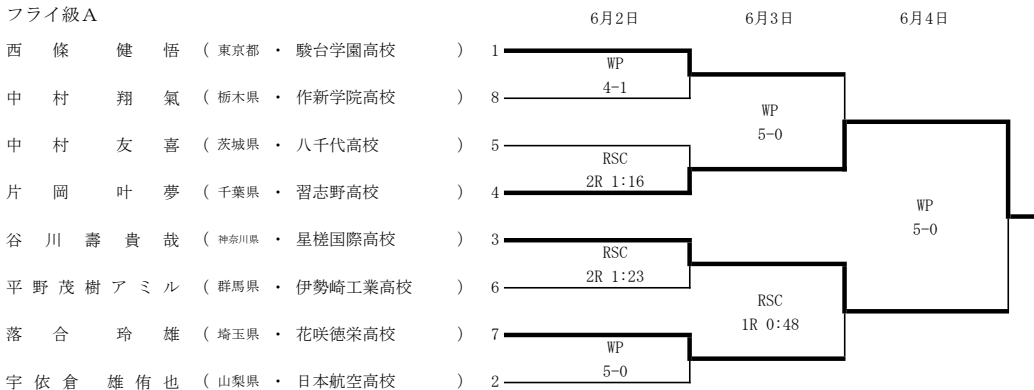 フライ級A
6月2日 6月3日 6月4日
西條健悟 ( 東京都 ・ 駿台学園高校 ) 1
WP
4-1
中村翔氣 ( 栃木県 ・ 作新学院高校 ) 8
WP
5-0
中村友喜 ( 茨城県 ・ 八千代高校 ) 5
RSC
2R 1:16
片岡叶夢 ( 千葉県 ・ 習志野高校 ) 4
WP
5-0
谷川壽貴哉 ( 神奈川県 ・ 星槎国際高校 ) 3
RSC
2R 1:23
平野茂樹アミル ( 群馬県 ・ 伊勢崎工業高校 ) 6
RSC
1R 0:48
落合玲雄 ( 埼玉県 ・ 花咲徳栄高校 ) 7
WP
5-0
宇依倉雄侑也 ( 山梨県 ・ 日本航空高校 ) 2